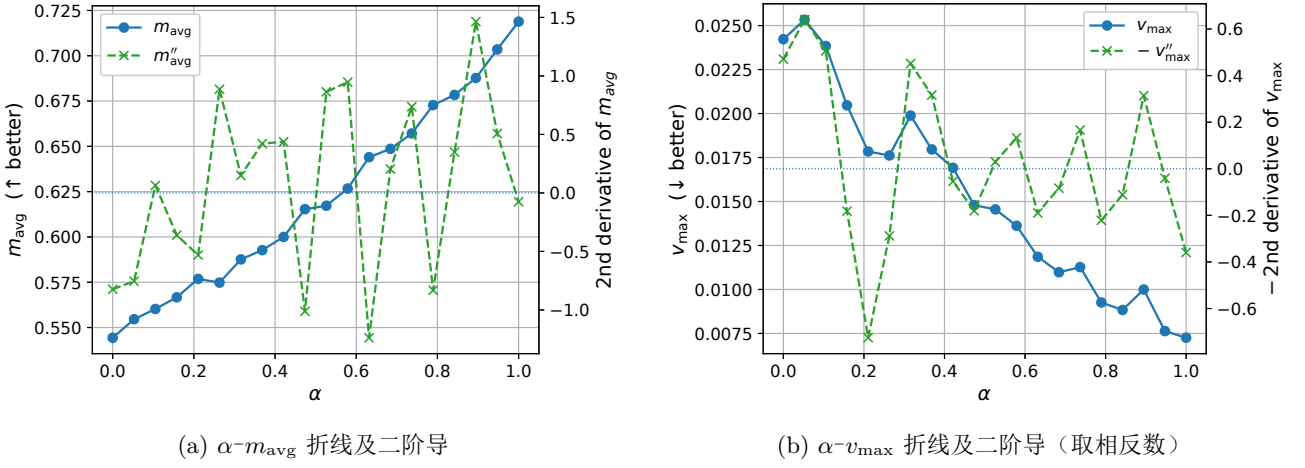 0.725
0.700
0.675
0.650
0.625
0.600
0.575
0.550
m_avg (↑ better)
m_avg
m″_avg
1.5
1.0
0.5
0.0
−0.5
−1.0
2nd derivative of m_avg
0.0 0.2 0.4 0.6 0.8 1.0
α
(a) α–m_avg 折线及二阶导
0.0250
0.0225
0.0200
0.0175
0.0150
0.0125
0.0100
0.0075
v_max (↓ better)
v_max
− v″_max
0.6
0.4
0.2
0.0
−0.2
−0.4
−0.6
− 2nd derivative of v_max
0.0 0.2 0.4 0.6 0.8 1.0
α
(b) α–v_max 折线及二阶导（取相反数）